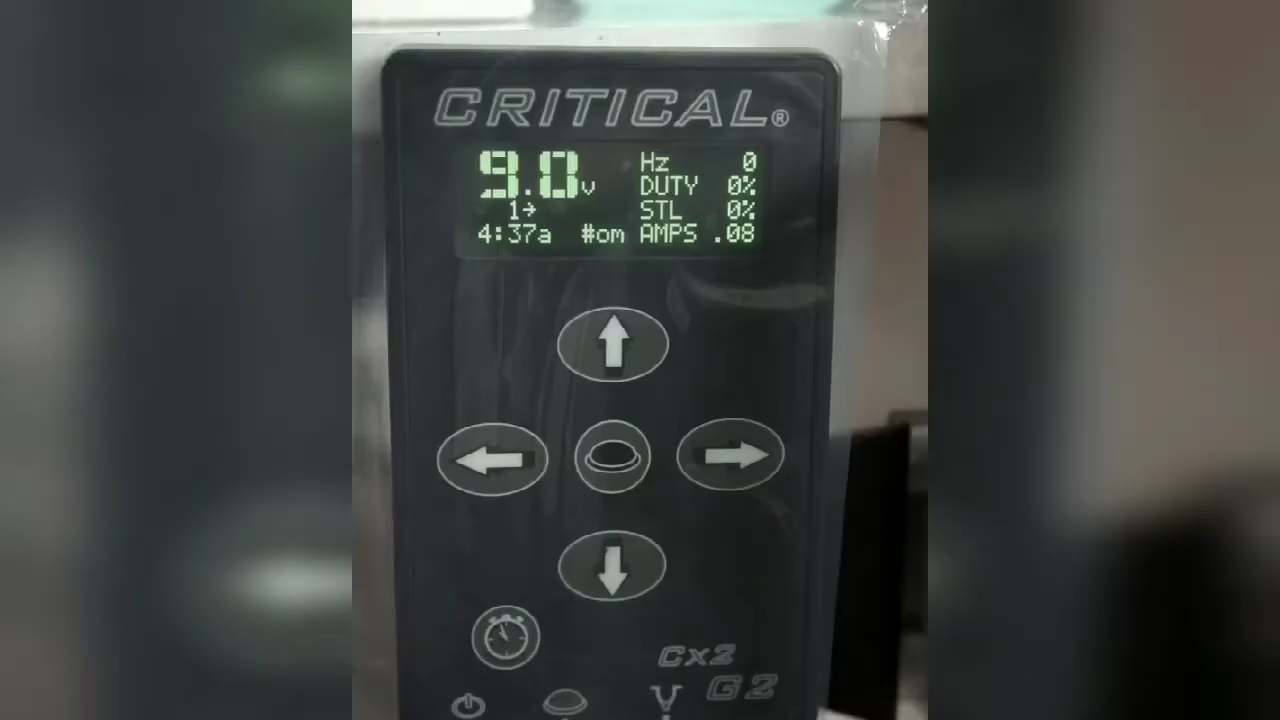 CRITICAL®
9.0v
Hz 0
DUTY 0%
1→
STL 0%
4:37a #om AMPS .08
Cx2
G2